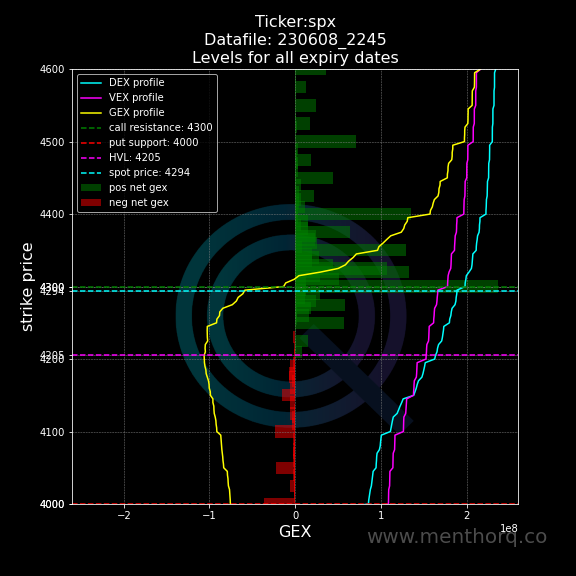 Ticker:spx
Datafile: 230608_2245
Levels for all expiry dates
DEX profile
VEX profile
GEX profile
call resistance: 4300
put support: 4000
HVL: 4205
spot price: 4294
pos net gex
neg net gex
strike price
4600
4500
4400
4300
4294
4205
4200
4100
4000
−2
−1
0
1
2
1e8
GEX
www.menthorq.co